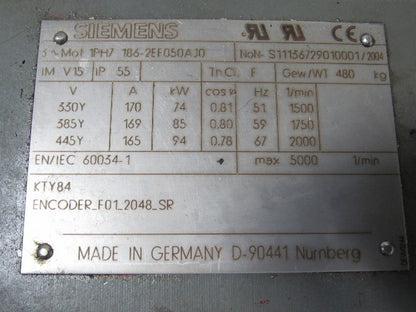 SIEMENS
3~Mot. 1PH7 186-2EF050AJ0 NoN- S11136729010001/2004
IM V15 IP 55 Th.Cl. F Gew/WT 480 kg
V A kW cos φ Hz 1/min
330Y 170 74 0.81 51 1500
385Y 169 85 0.80 59 1750
445Y 165 94 0.78 67 2000
EN/IEC 60034-1 max 5000 1/min
KTY84
ENCODER_F01_2048_SR
MADE IN GERMANY D-90441 Nürnberg